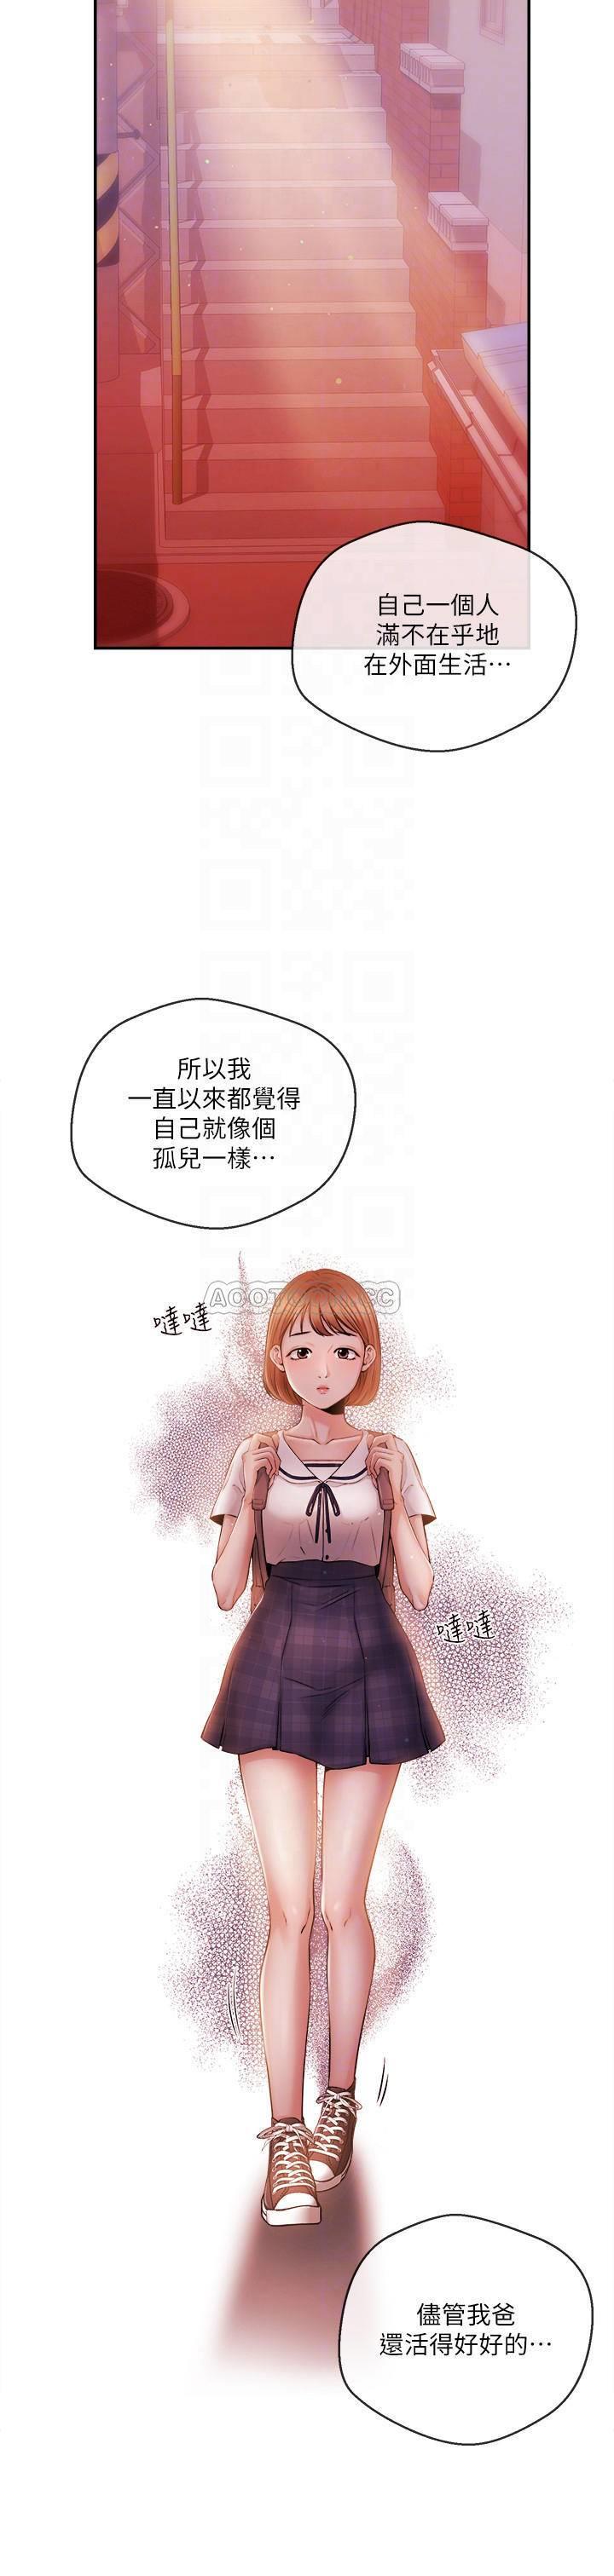 自己一個人
滿不在乎地
在外面生活⋯
所以我
一直以來都覺得
自己就像個
孤兒一樣⋯
噠噠
噠噠
儘管我爸
還活得好好的⋯